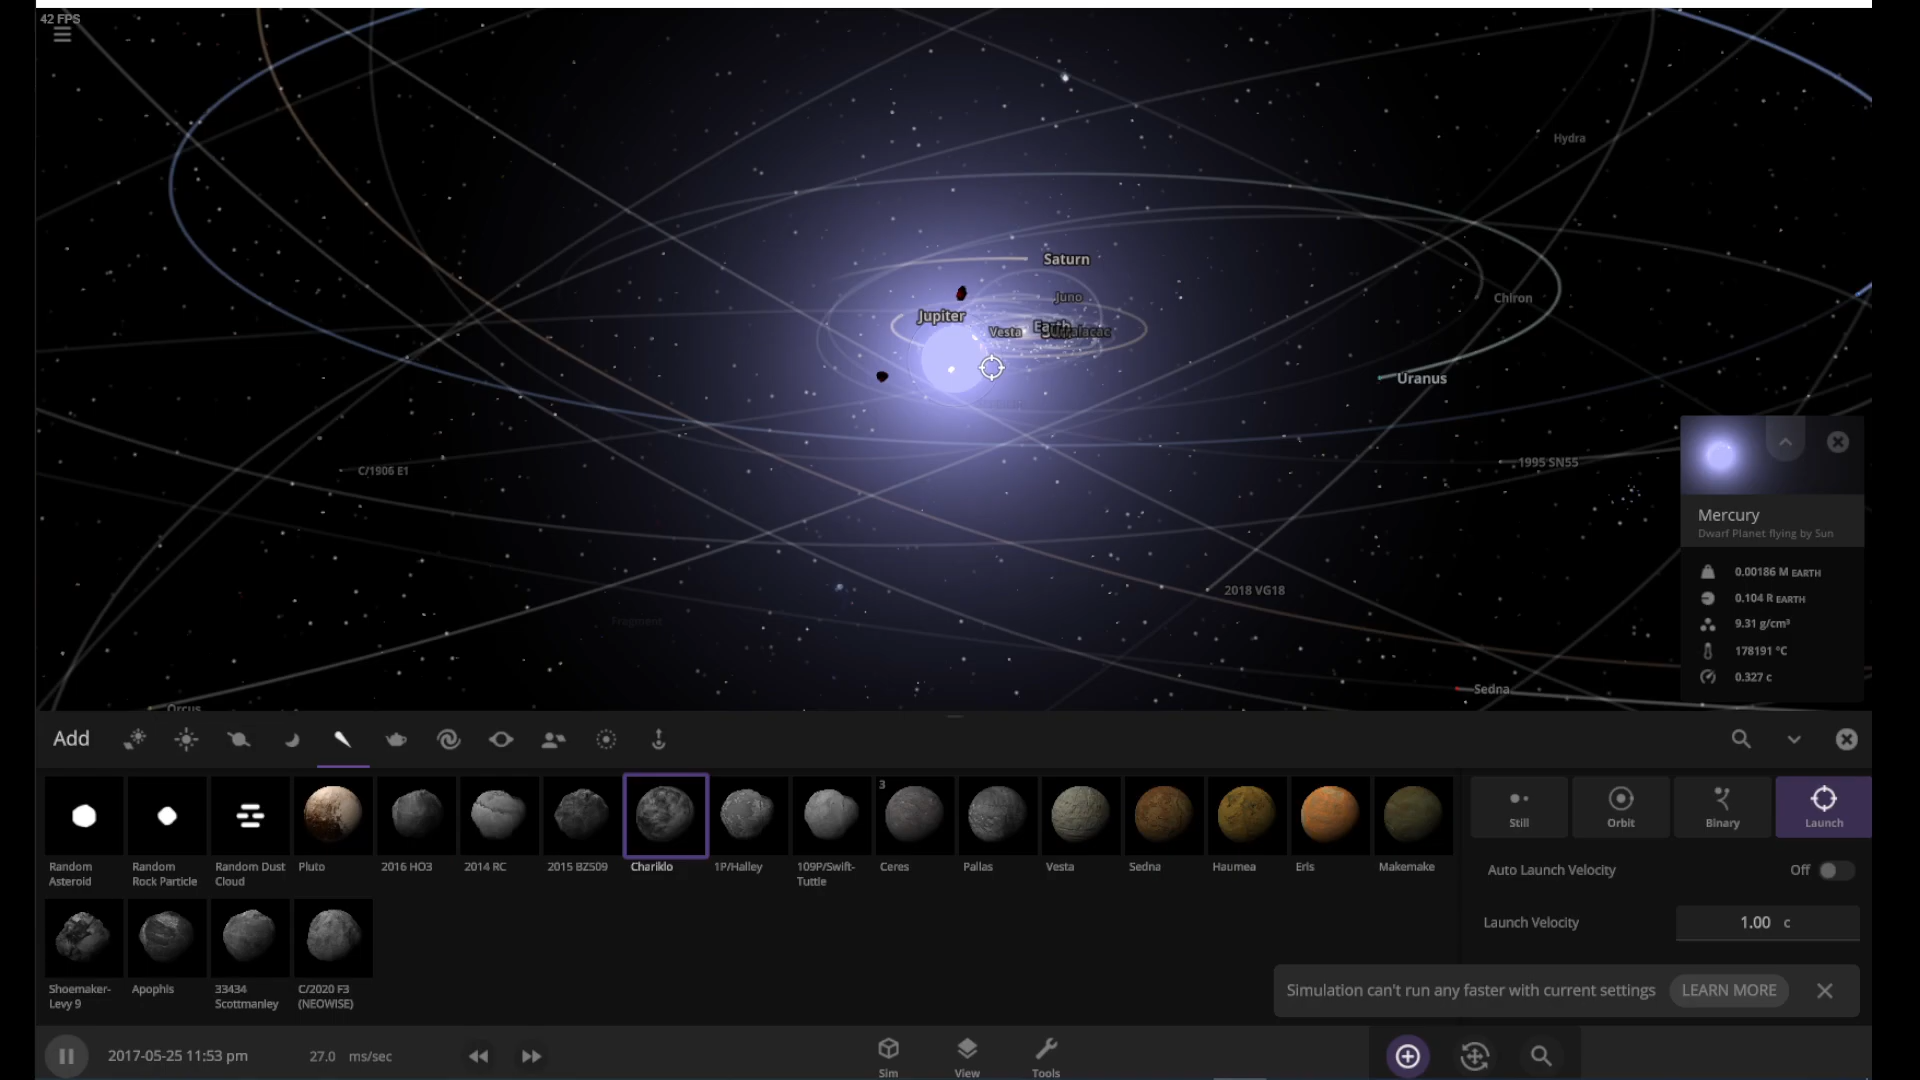 42 FPS
Hydra
Saturn
Juno
Chiron
Jupiter
Vesta
Earth
Uranus
C/1906 E1
1995 SN55
Mercury
Dwarf Planet flying by Sun
0.00186 M EARTH
0.104 R EARTH
9.31 g/cm³
178191 °C
0.327 c
2018 VG18
Fragment
Sedna
Orcus
Add
3
Random Asteroid
Random Rock Particle
Random Dust Cloud
Pluto
2016 HO3
2014 RC
2015 BZ509
Chariklo
1P/Halley
109P/Swift-Tuttle
Ceres
Pallas
Vesta
Sedna
Haumea
Eris
Makemake
Shoemaker-Levy 9
Apophis
33434 Scottmanley
C/2020 F3 (NEOWISE)
Still
Orbit
Binary
Launch
Auto Launch Velocity
Off
Launch Velocity
1.00 c
Simulation can't run any faster with current settings
LEARN MORE
2017-05-25 11:53 pm
27.0 ms/sec
Sim
View
Tools